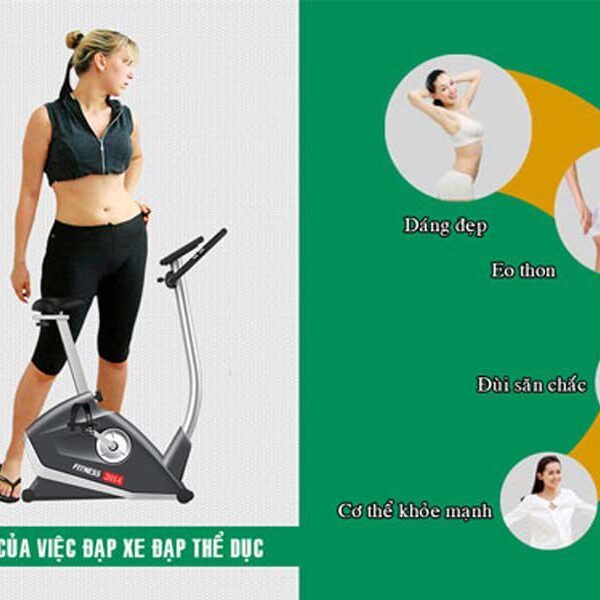 FITNESS
CỦA VIỆC ĐẠP XE ĐẠP THỂ DỤC
Dáng đẹp
Eo thon
Đùi săn chắc
Cơ thể khỏe mạnh